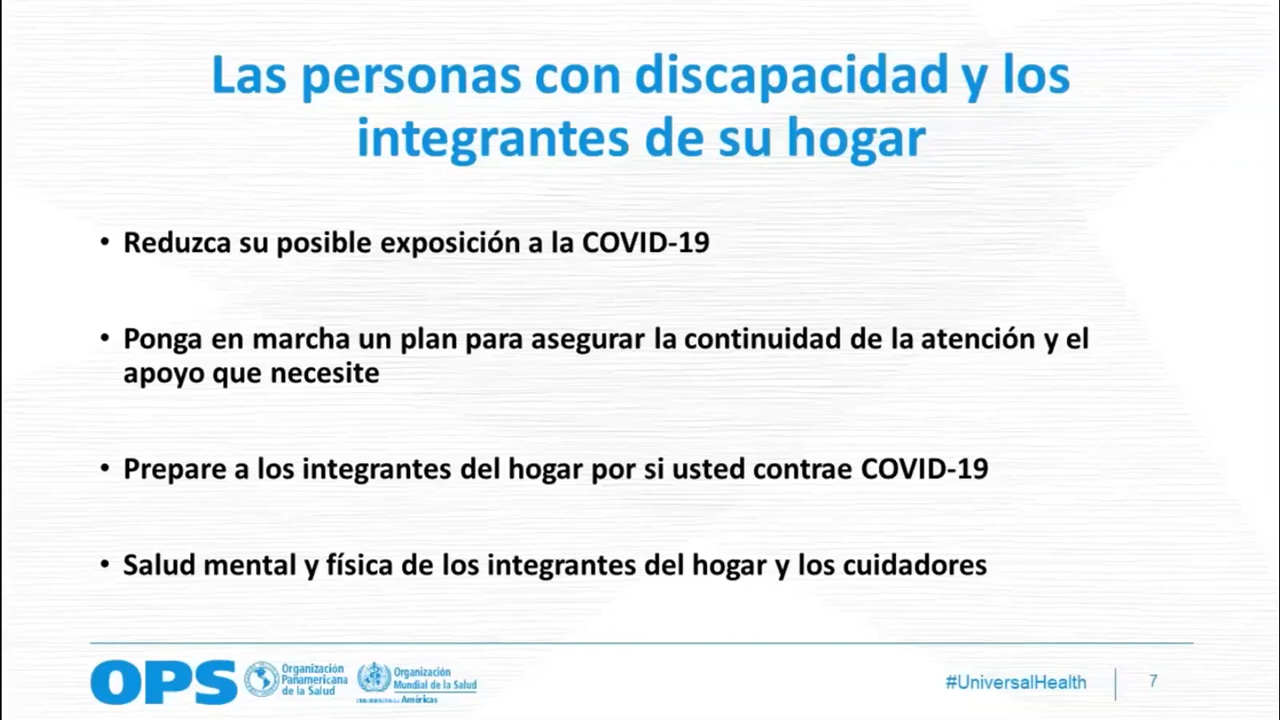 Las personas con discapacidad y los
integrantes de su hogar
• Reduzca su posible exposición a la COVID-19
• Ponga en marcha un plan para asegurar la continuidad de la atención y el
apoyo que necesite
• Prepare a los integrantes del hogar por si usted contrae COVID-19
• Salud mental y física de los integrantes del hogar y los cuidadores
OPS
Organización
Panamericana
de la Salud
Organización
Mundial de la Salud
Américas
#UniversalHealth
7